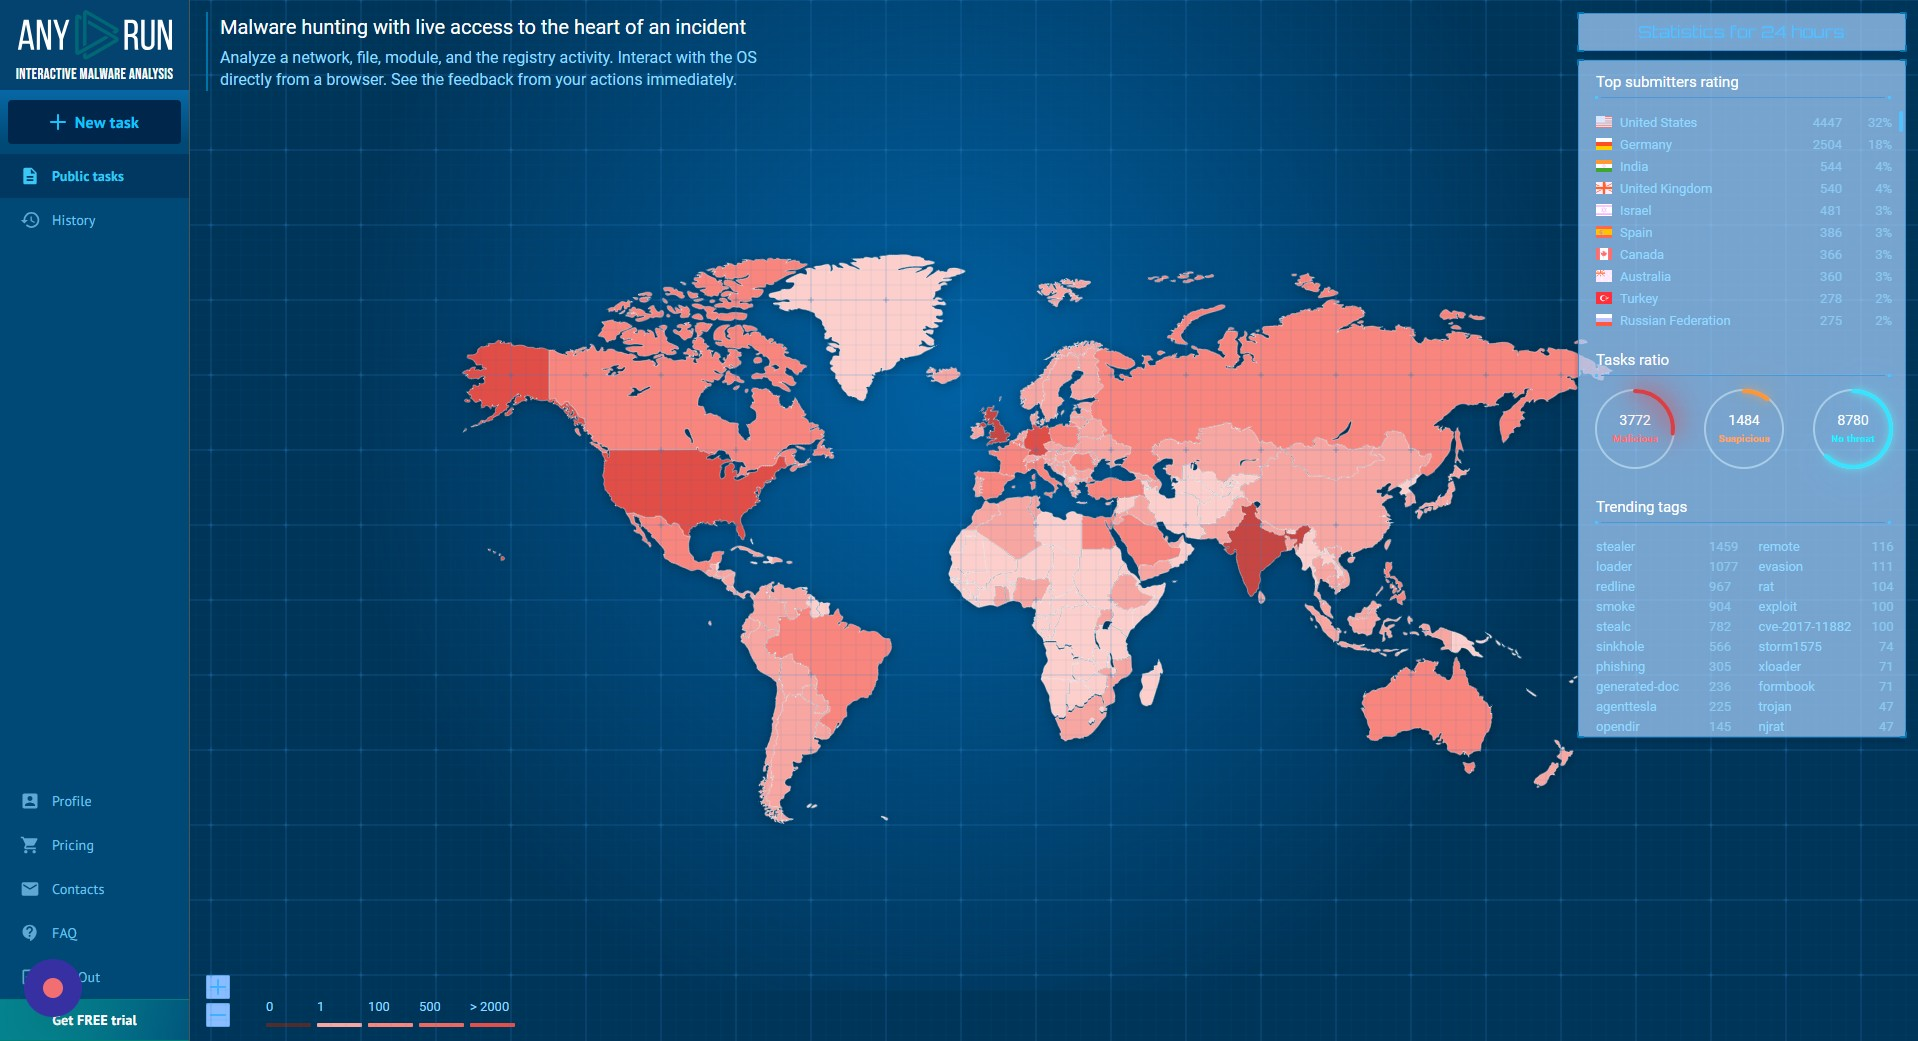 ANY RUN
INTERACTIVE MALWARE ANALYSIS
New task
Public tasks
History
Profile
Pricing
Contacts
FAQ
Out
Get FREE trial
Malware hunting with live access to the heart of an incident
Analyze a network, file, module, and the registry activity. Interact with the OS
directly from a browser. See the feedback from your actions immediately.
0 1 100 500 > 2000
Statistics for 24 hours
Top submitters rating
United States 4447 32%
Germany 2504 18%
India 544 4%
United Kingdom 540 4%
Israel 481 3%
Spain 386 3%
Canada 366 3%
Australia 360 3%
Turkey 278 2%
Russian Federation 275 2%
Tasks ratio
3772 1484 8780
Malicious Suspicious No threat
Trending tags
stealer 1459 remote 116
loader 1077 evasion 111
redline 967 rat 104
smoke 904 exploit 100
stealc 782 cve-2017-11882 100
sinkhole 566 storm1575 74
phishing 305 xloader 71
generated-doc 236 formbook 71
agenttesla 225 trojan 47
opendir 145 njrat 47